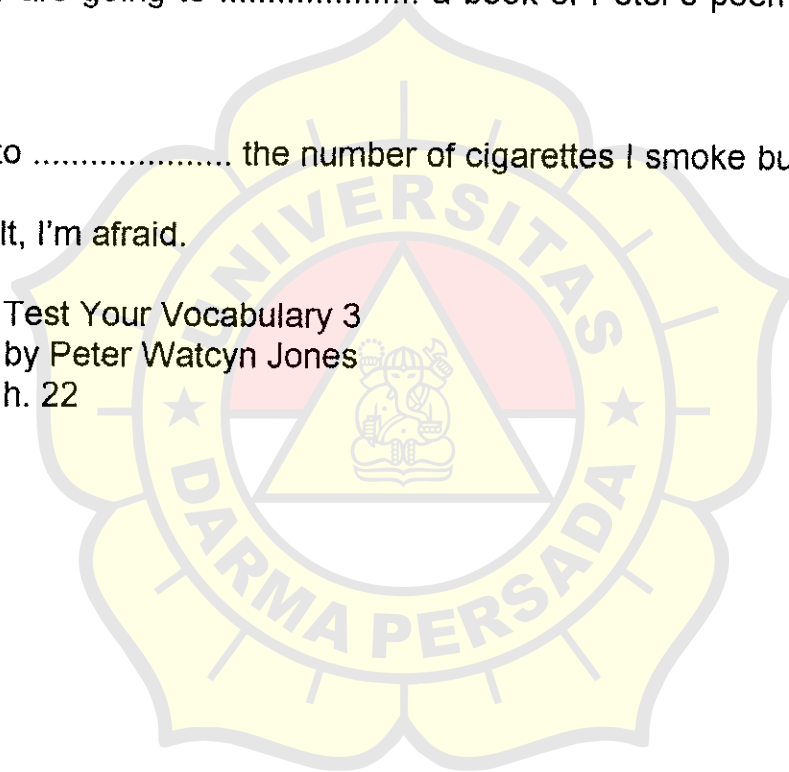 are going to ..................... a book of Peter's poem
to ..................... the number of cigarettes I smoke bu
lt, I'm afraid.
Test Your Vocabulary 3
by Peter Watcyn Jones
h. 22
UNIVERSITAS
DARMA PERSADA